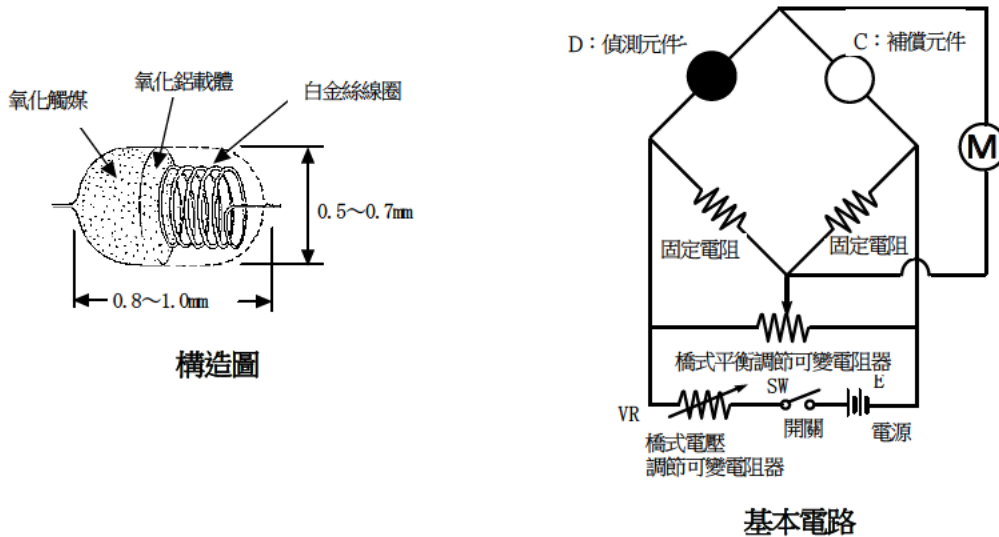 氧化觸媒
氧化鋁載體
白金絲線圈
0.5～0.7mm
0.8～1.0mm
構造圖
D：偵測元件
C：補償元件
M
固定電阻
固定電阻
橋式平衡調節可變電阻器
VR
SW
E
開關
電源
橋式電壓
調節可變電阻器
基本電路